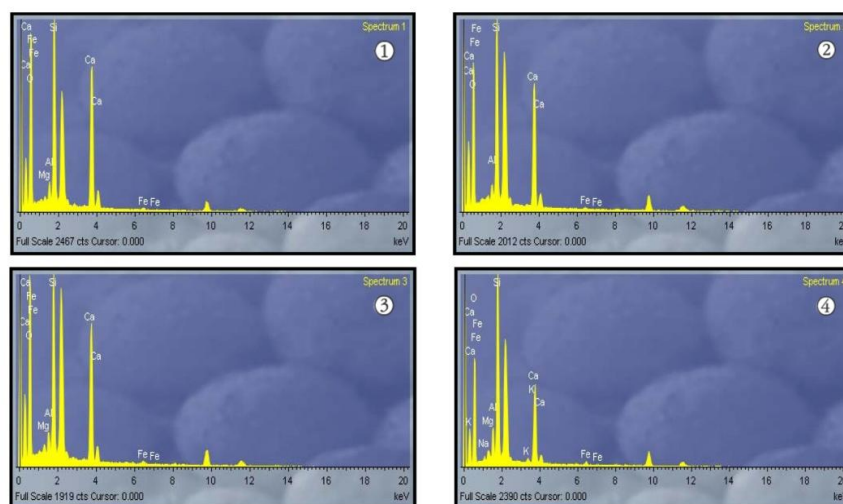 Ca Si Spectrum 1
Fe ①
Fe
Ca Ca
O Ca
Al
Mg
Fe Fe
0 2 4 6 8 10 12 14 16 18 20
Full Scale 2467 cts Cursor: 0.000 keV
Fe Si Spectrum
Fe ②
Ca
Ca Ca
O Ca
Al
Fe Fe
0 2 4 6 8 10 12 14 16 18
Full Scale 2012 cts Cursor: 0.000
Ca Si Spectrum 3
Fe ③
Fe
Ca Ca
O Ca
Al
Mg
Fe Fe
0 2 4 6 8 10 12 14 16 18 20
Full Scale 1919 cts Cursor: 0.000 keV
Si Spectrum 4
O ④
Ca
Fe
Fe
Ca Ca
K
Al Ca
K Mg
Na K Fe Fe
0 2 4 6 8 10 12 14 16 18
Full Scale 2390 cts Cursor: 0.000